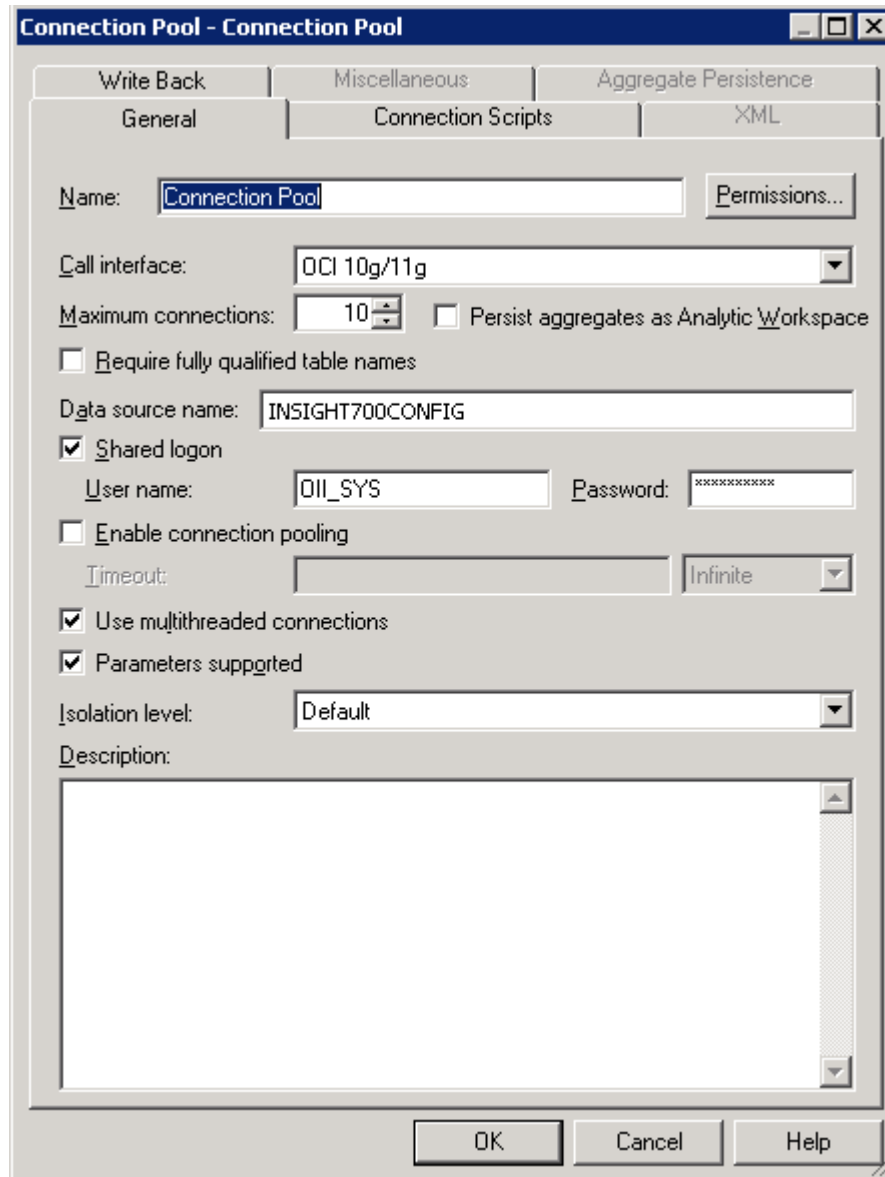 Connection Pool - Connection Pool
Write Back Miscellaneous Aggregate Persistence
General Connection Scripts XML
Name: Connection Pool Permissions...
Call interface: OCI 10g/11g
Maximum connections: 10 Persist aggregates as Analytic Workspace
Require fully qualified table names
Data source name: INSIGHT700CONFIG
Shared logon
User name: OII_SYS Password: **********
Enable connection pooling
Timeout: Infinite
Use multithreaded connections
Parameters supported
Isolation level: Default
Description:
OK Cancel Help